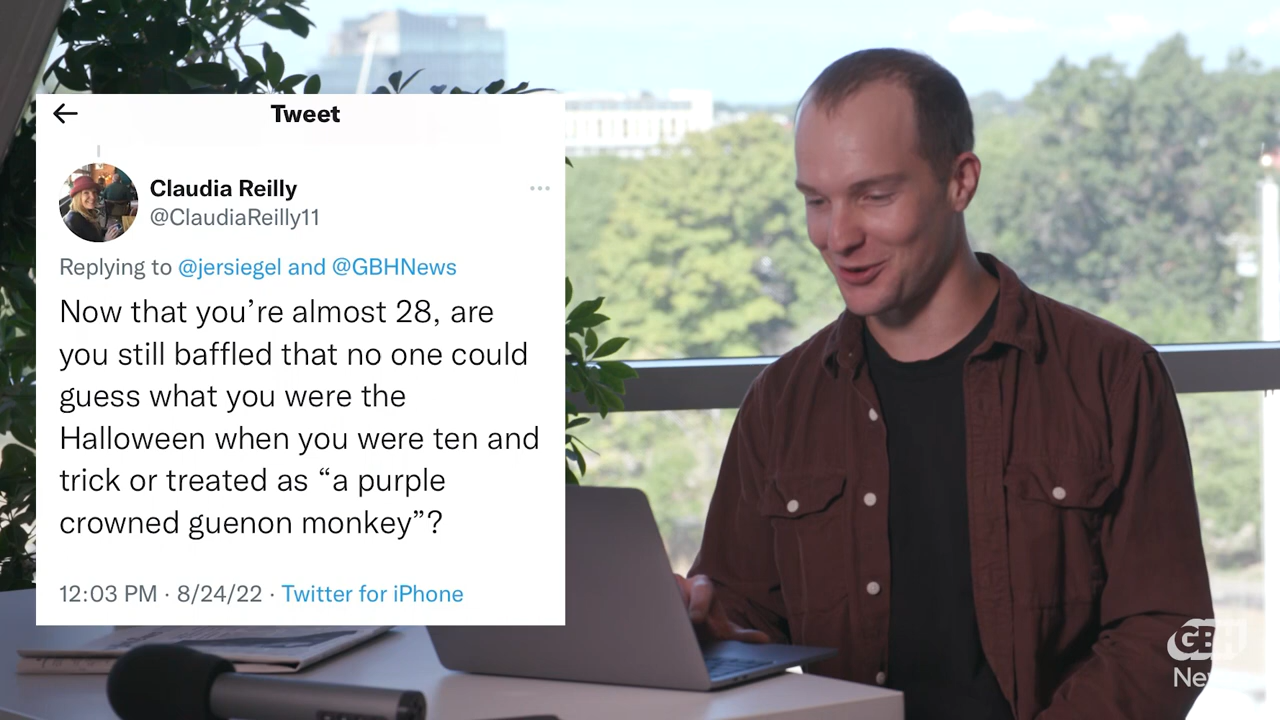 Tweet
Claudia Reilly
@ClaudiaReilly11
Replying to @jersiegel and @GBHNews
Now that you’re almost 28, are
you still baffled that no one could
guess what you were the
Halloween when you were ten and
trick or treated as “a purple
crowned guenon monkey”?
12:03 PM · 8/24/22 · Twitter for iPhone
GBH
News